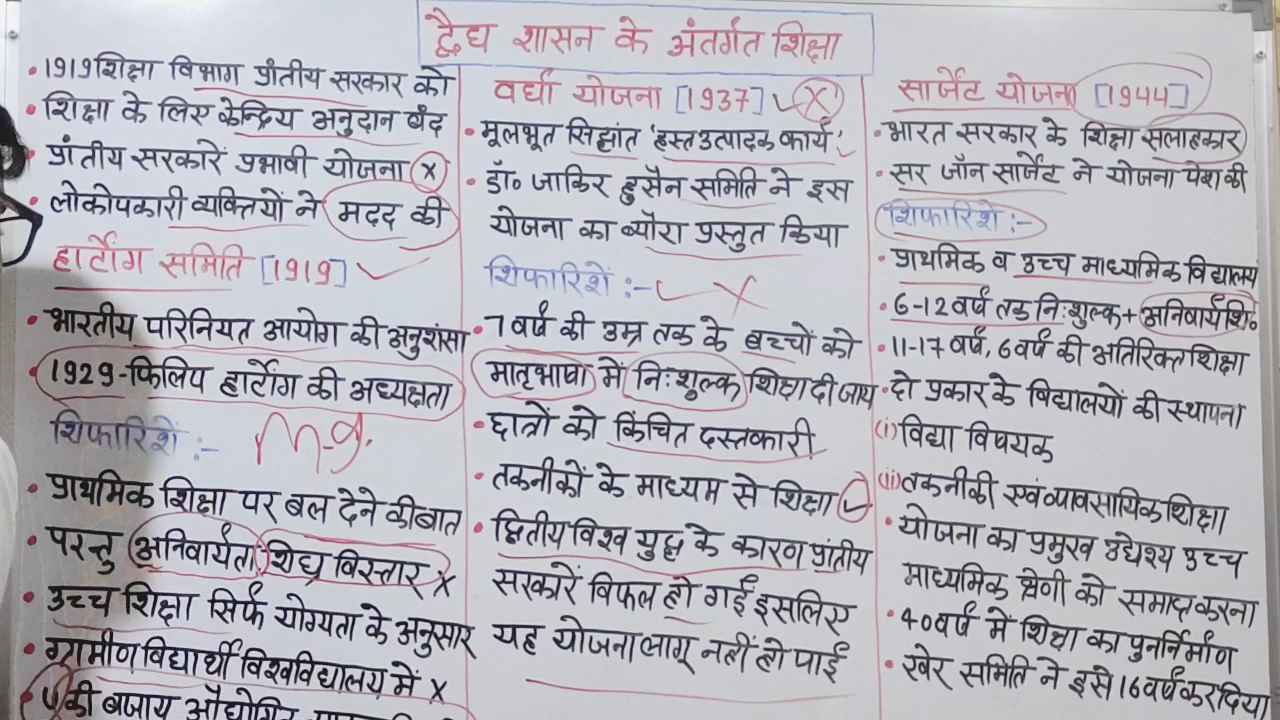 द्वैध शासन के अंतर्गत शिक्षा
• 1919 शिक्षा विभाग प्रंतीय सरकार को
• शिक्षा के लिए केन्द्रिय अनुदान बंद
• प्रांतीय सरकारें प्रभावी योजना x
• लोकोपकारी व्यक्तियों ने मदद की
हार्टोग समिति [1919]
• भारतीय परिनियत आयोग की अनुशंसा
• 1929-फिलिप हार्टोग की अध्यक्षता
शिफारिशें :-
• प्राथमिक शिक्षा पर बल देने की बात
• परन्तु अनिवार्यता शिघ्र विस्तार x
• उच्च शिक्षा सिर्फ योग्यता के अनुसार
• ग्रामीण विद्यार्थी विश्वविद्यालय में x
की बजाय औद्योगिक
वर्धा योजना [1937] x
• मूलभूत सिद्धांत 'हस्त उत्पादक कार्य'
• डॉ० जाकिर हुसैन समिति ने इस
योजना का ब्यौरा प्रस्तुत किया
शिफारिशें :-
• 7 वर्ष की उम्र तक के बच्चों को
मातृभाषा में निःशुल्क शिक्षा दी जाय
• छात्रों को किंचित दस्तकारी
• तकनीकों के माध्यम से शिक्षा
• द्वितीय विश्व युद्ध के कारण प्रांतीय
सरकारें विफल हो गईं इसलिए
यह योजना लागू नहीं हो पाई
सार्जेंट योजना [1944]
• भारत सरकार के शिक्षा सलाहकार
• सर जॉन सार्जेंट ने योजना पेश की
शिफारिशें :-
• प्राथमिक व उच्च माध्यमिक विद्यालय
• 6-12 वर्ष तक निःशुल्क + अनिवार्य शि०
• 11-17 वर्ष, 6 वर्ष की अतिरिक्त शिक्षा
• दो प्रकार के विद्यालयों की स्थापना
(i) विद्या विषयक
(ii) तकनीकी एवं व्यावसायिक शिक्षा
• योजना का प्रमुख उद्येश्य उच्च
माध्यमिक श्रेणी को समाप्त करना
• 40 वर्ष में शिक्षा का पुनर्निर्माण
• खेर समिति ने इसे 16 वर्ष कर दिया